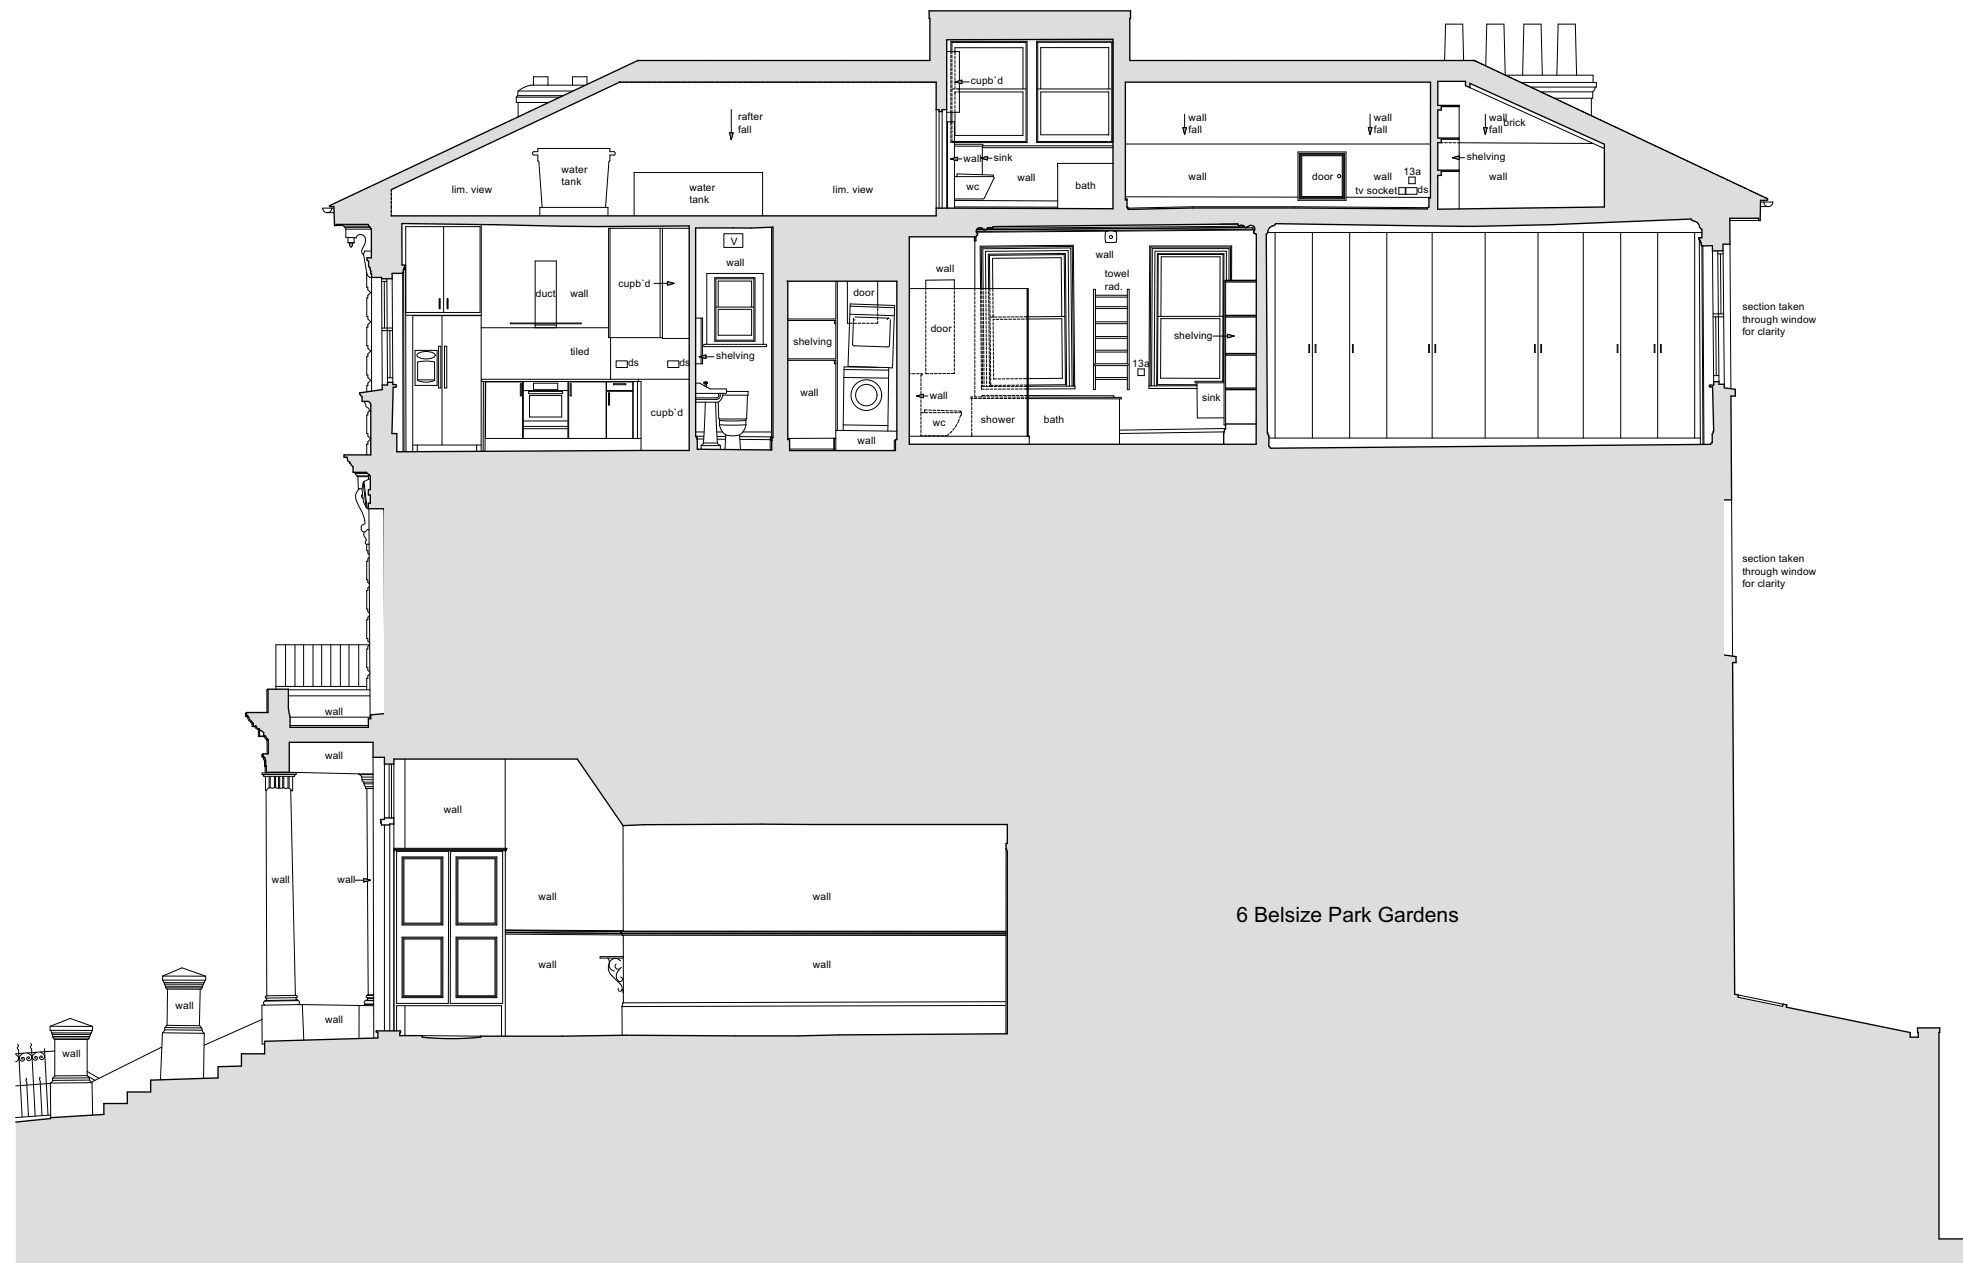 cupb`d
rafter
fall
wall
fall
wall
fall
wall
fall
brick
wall
sink
shelving
water
tank
water
tank
lim. view
lim. view
wc
wall
bath
wall
door
wall
13a
tv socket
ds
wall
V
wall
wall
wall
towel
rad.
cupb`d
duct
wall
door
door
section taken
through window
for clarity
tiled
ds
ds
shelving
shelving
shelving
13a
wall
wall
sink
cupb`d
wc
shower
bath
wall
section taken
through window
for clarity
wall
wall
wall
wall
wall
wall
wall
6 Belsize Park Gardens
wall
wall
wall
wall
wall